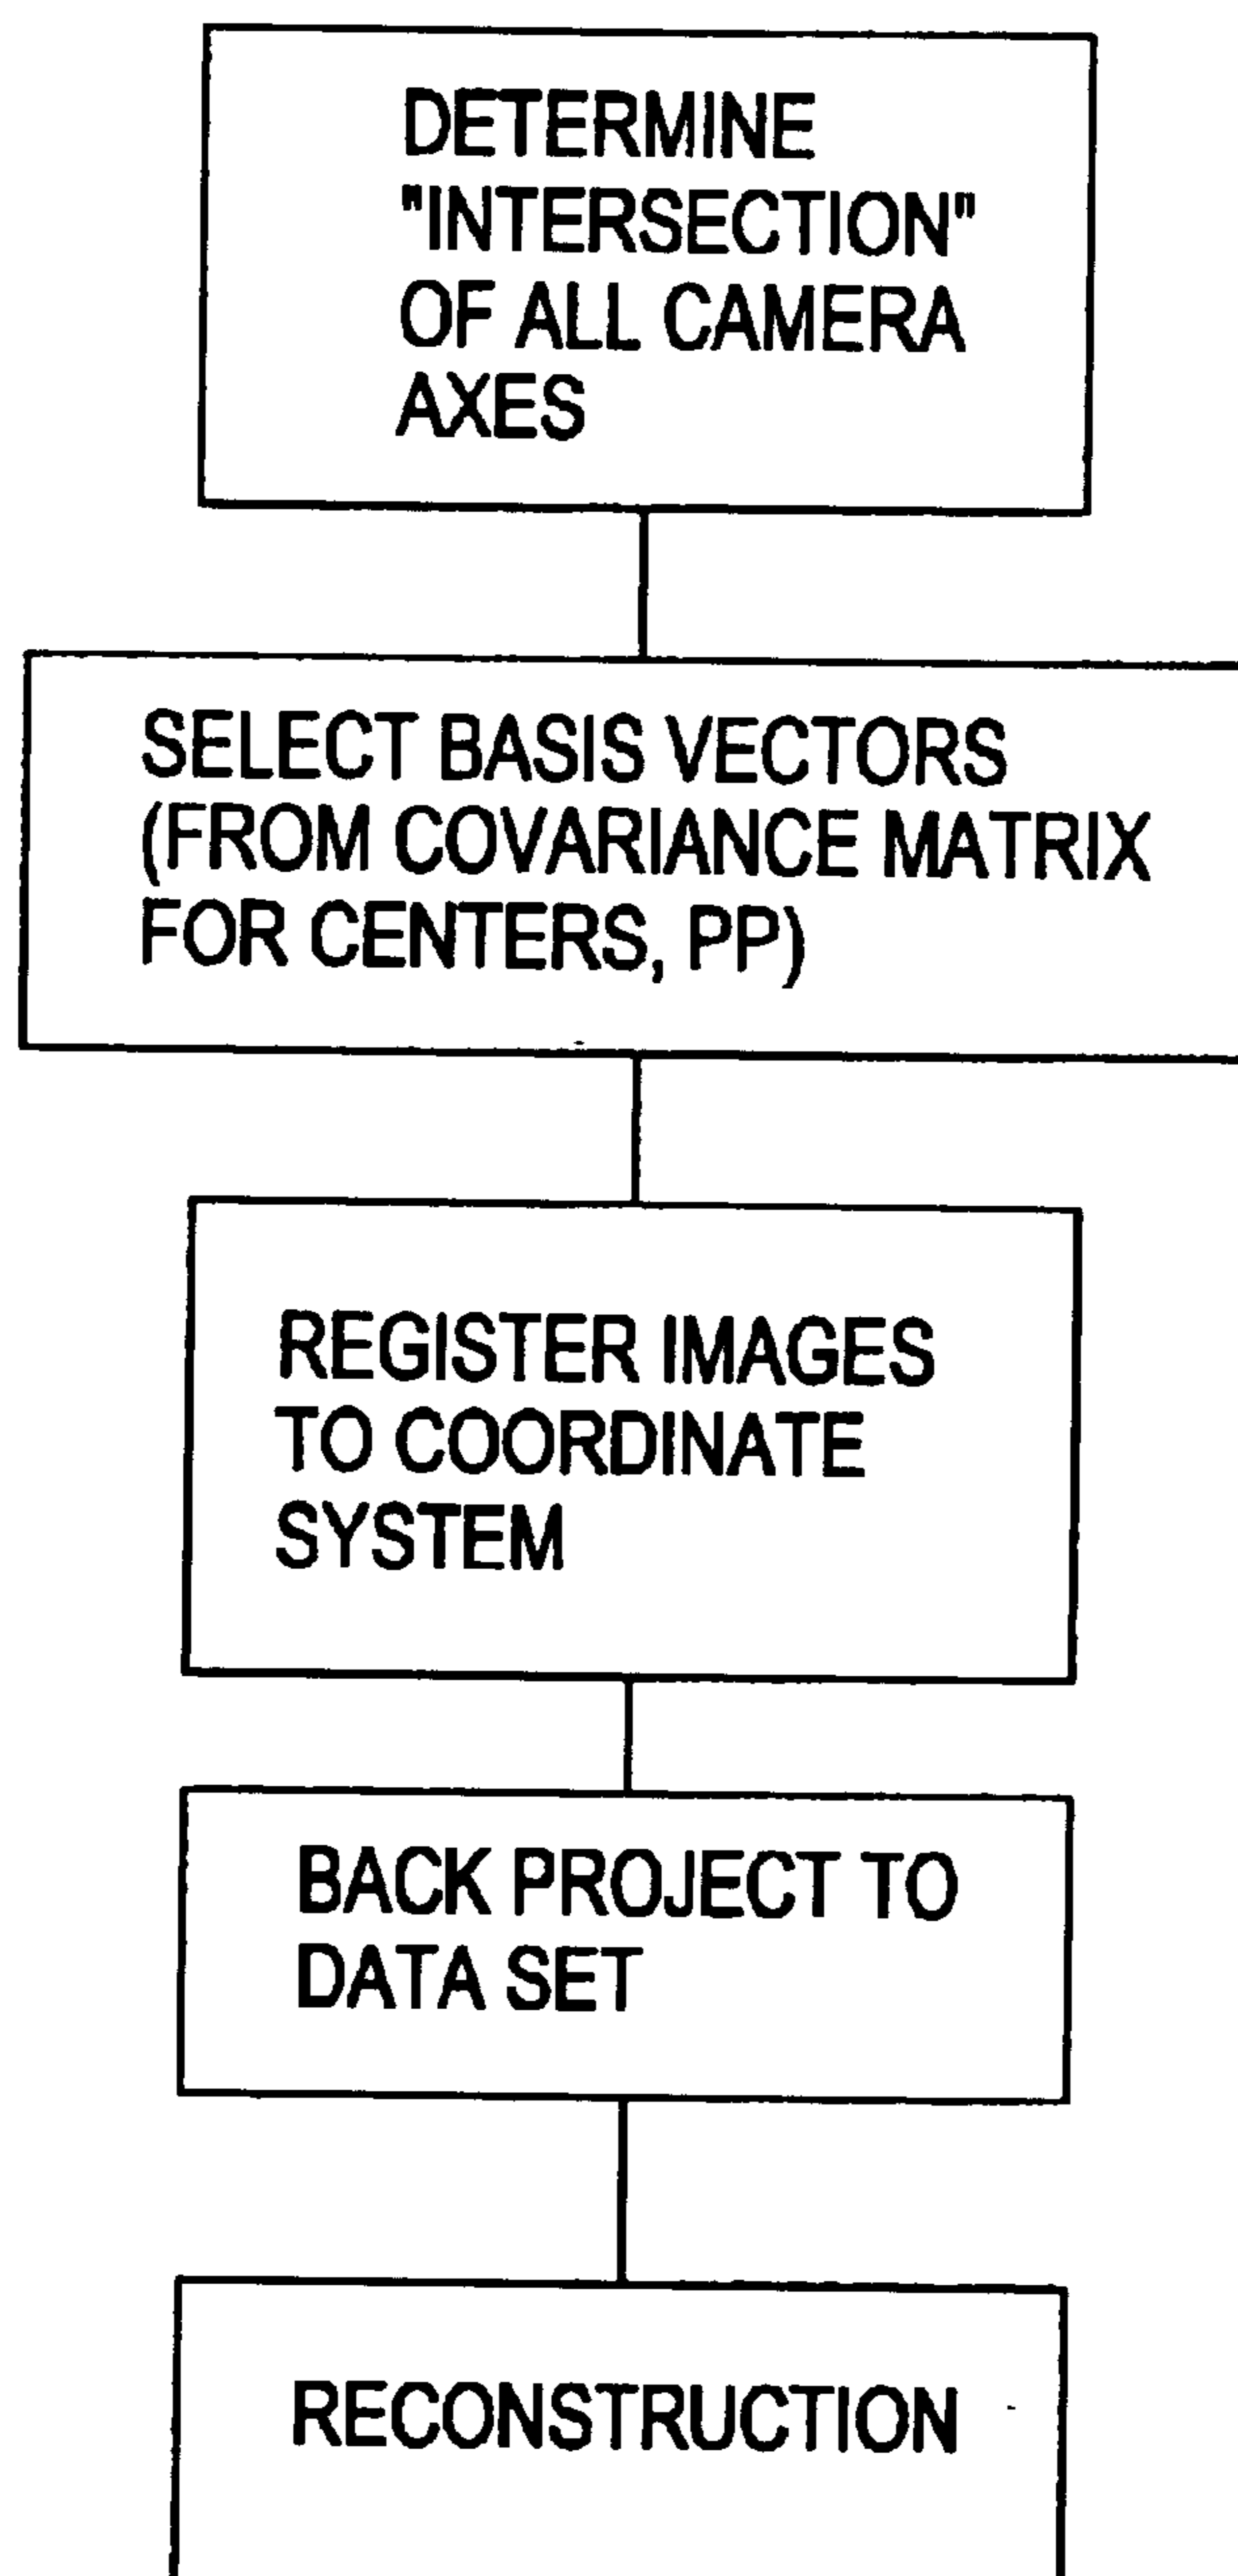 DETERMINE
"INTERSECTION"
OF ALL CAMERA
AXES
SELECT BASIS VECTORS
(FROM COVARIANCE MATRIX
FOR CENTERS, PP)
REGISTER IMAGES
TO COORDINATE
SYSTEM
BACK PROJECT TO
DATA SET
RECONSTRUCTION